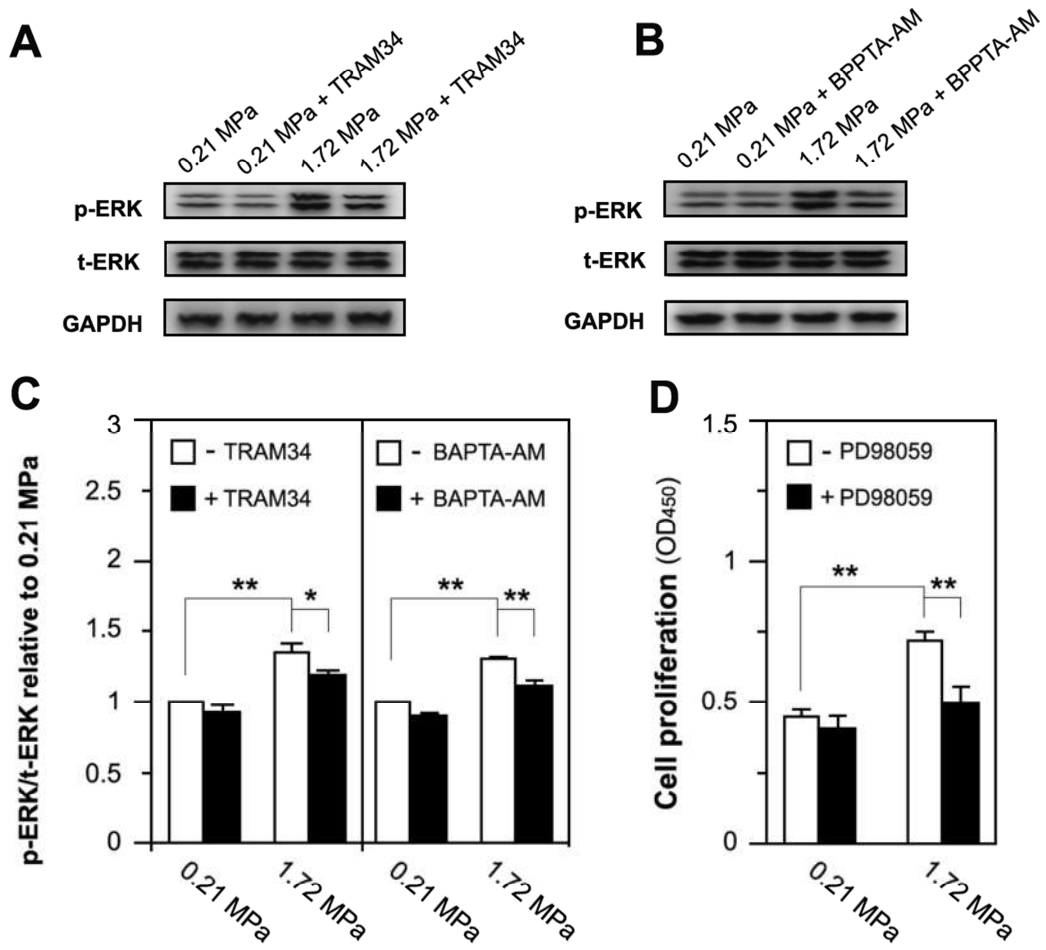 A
0.21 MPa
0.21 MPa + TRAM34
1.72 MPa
1.72 MPa + TRAM34
p-ERK
t-ERK
GAPDH
B
0.21 MPa
0.21 MPa + BPPTA-AM
1.72 MPa
1.72 MPa + BPPTA-AM
p-ERK
t-ERK
GAPDH
C
p-ERK/t-ERK relative to 0.21 MPa
3
2.5
2
1.5
1
0.5
0
- TRAM34
+ TRAM34
- BAPTA-AM
+ BAPTA-AM
**
*
**
**
0.21 MPa
1.72 MPa
0.21 MPa
1.72 MPa
D
Cell proliferation (OD450)
1.5
1
0.5
0
- PD98059
+ PD98059
**
**
0.21 MPa
1.72 MPa